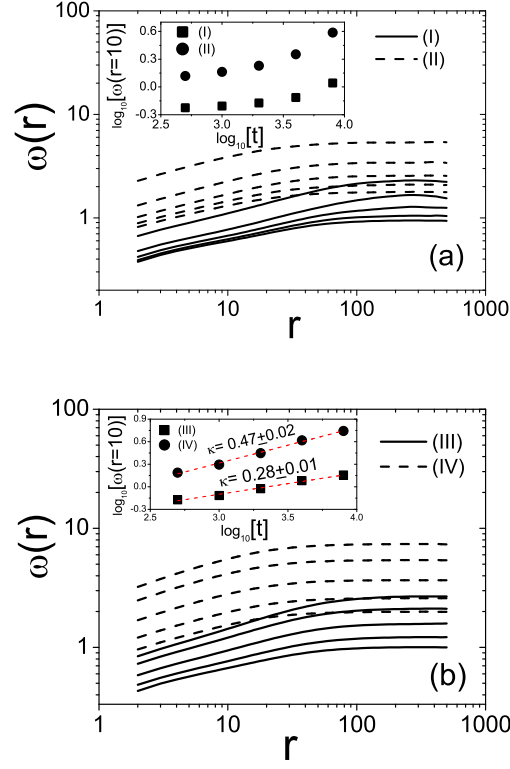 100
10
1
ω(r)
1
10
100
1000
r
(I)
(II)
(a)
0.6
0.3
0.0
-0.3
log₁₀[ω(r=10)]
2.5
3.0
3.5
4.0
log₁₀[t]
(I)
(II)
100
10
1
ω(r)
1
10
100
1000
r
(III)
(IV)
(b)
0.9
0.6
0.3
0.0
-0.3
log₁₀[ω(r=10)]
2.5
3.0
3.5
4.0
log₁₀[t]
(III)
(IV)
κ= 0.47±0.02
κ= 0.28±0.01